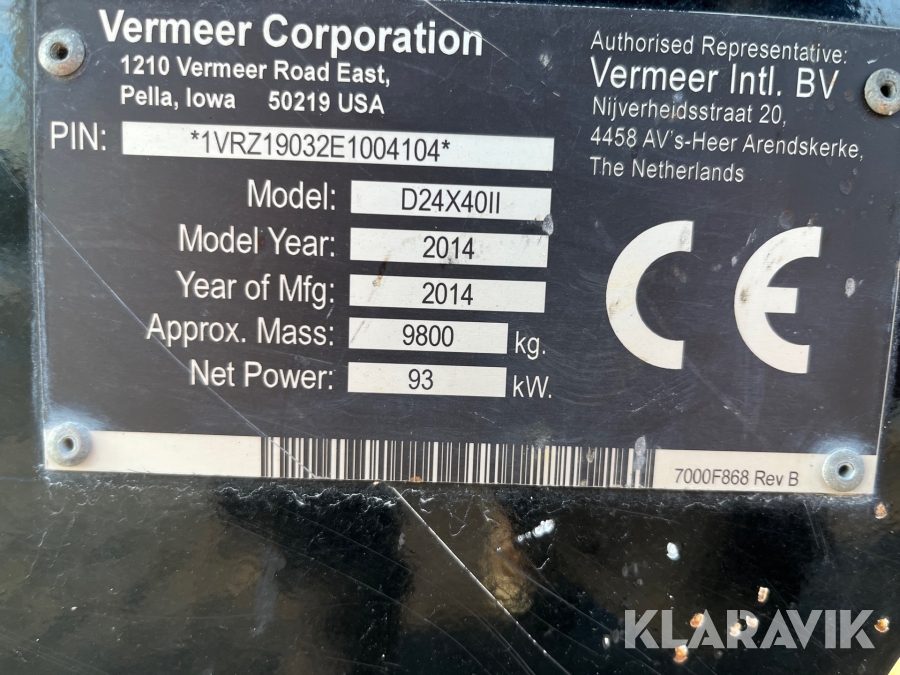 Vermeer Corporation
1210 Vermeer Road East,
Pella, Iowa 50219 USA
Authorised Representative:
Vermeer Intl. BV
Nijverheidsstraat 20,
4458 AV's-Heer Arendskerke,
The Netherlands
PIN: *1VRZ19032E1004104*
Model: D24X40II
Model Year: 2014
Year of Mfg: 2014
Approx. Mass: 9800 kg.
Net Power: 93 kW.
CE
7000F868 Rev B
KLARAVIK